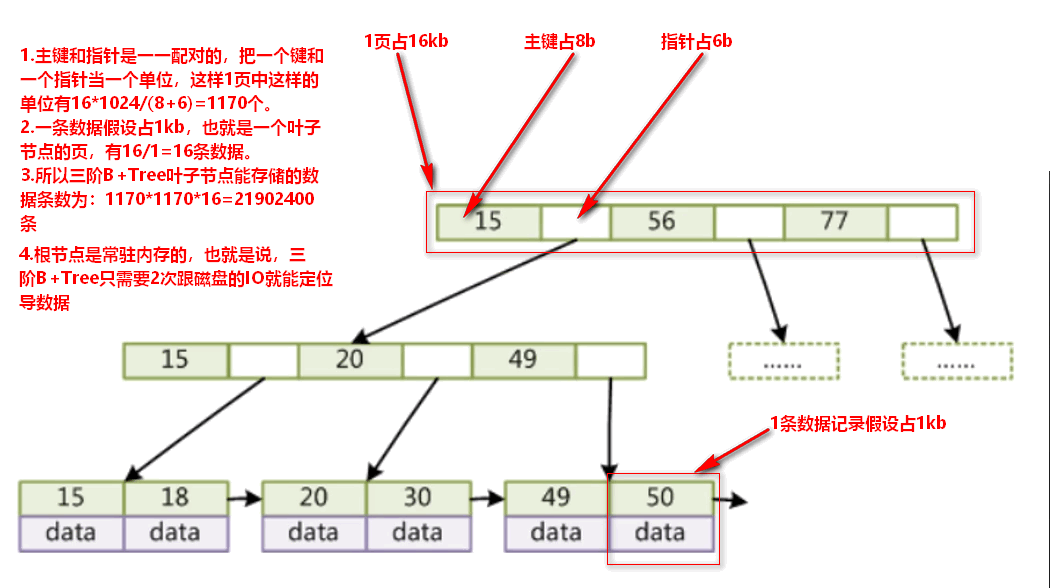 1页占16kb
主键占8b
指针占6b
1.主键和指针是一一配对的，把一个键和
一个指针当一个单位，这样1页中这样的
单位有16*1024/(8+6)=1170个。
2.一条数据假设占1kb，也就是一个叶子
节点的页，有16/1=16条数据。
3.所以三阶B+Tree叶子节点能存储的数
据条数为：1170*1170*16=21902400
条
4.根节点是常驻内存的，也就是说，三
阶B+Tree只需要2次跟磁盘的IO就能定位
导数据
15 56 77
15 20 49
...... ......
1条数据记录假设占1kb
15 18 20 30 49 50
data data data data data data